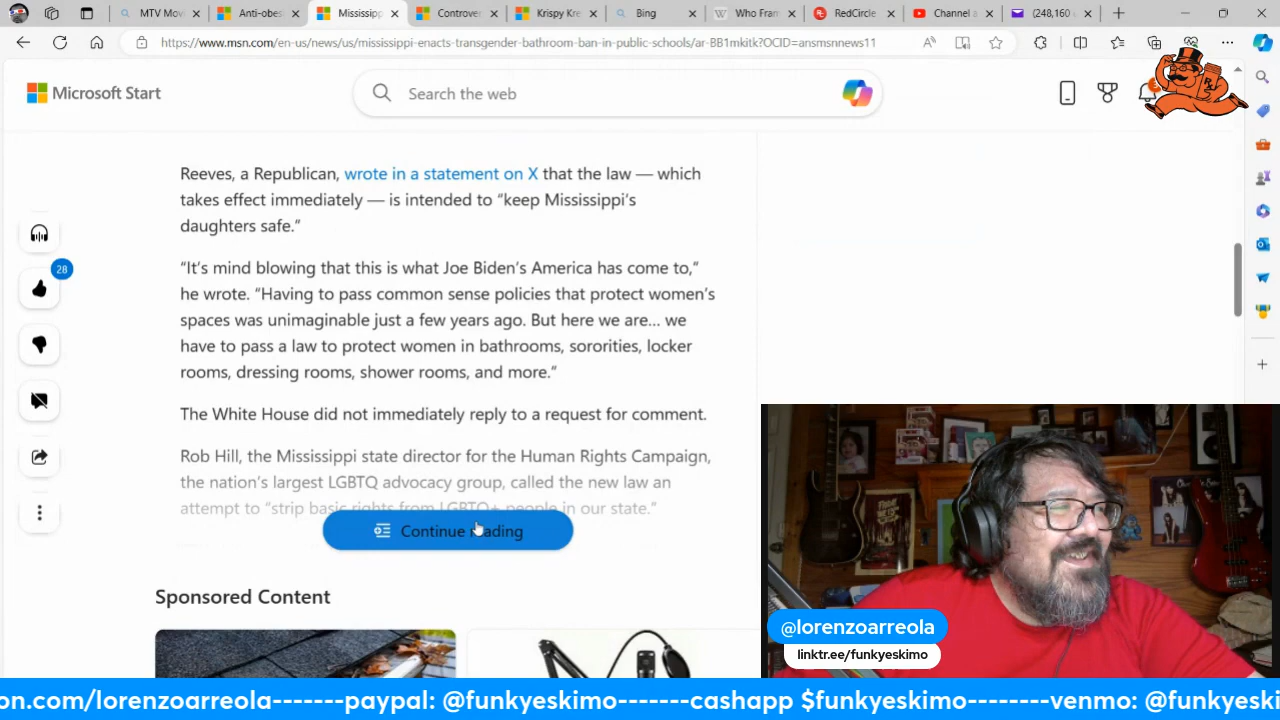 MTV Mov
Anti-obes
Mississipp
Controver
Krispy Kre
Bing
Who Fram
RedCircle
Channel a
(248,160
https://www.msn.com/en-us/news/us/mississippi-enacts-transgender-bathroom-ban-in-public-schools/ar-BB1mkitk?OCID=ansmsnnews11
Microsoft Start
Search the web
Reeves, a Republican, wrote in a statement on X that the law — which
takes effect immediately — is intended to “keep Mississippi’s
daughters safe.”
28
“It’s mind blowing that this is what Joe Biden’s America has come to,”
he wrote. “Having to pass common sense policies that protect women’s
spaces was unimaginable just a few years ago. But here we are… we
have to pass a law to protect women in bathrooms, sororities, locker
rooms, dressing rooms, shower rooms, and more.”
The White House did not immediately reply to a request for comment.
Rob Hill, the Mississippi state director for the Human Rights Campaign,
the nation’s largest LGBTQ advocacy group, called the new law an
attempt to “strip basic rights from LGBTQ+ people in our state.”
Continue reading
Sponsored Content
@lorenzoarreola
linktr.ee/funkyeskimo
on.com/lorenzoarreola-------paypal: @funkyeskimo-------cashapp $funkyeskimo--------venmo: @funkyeski